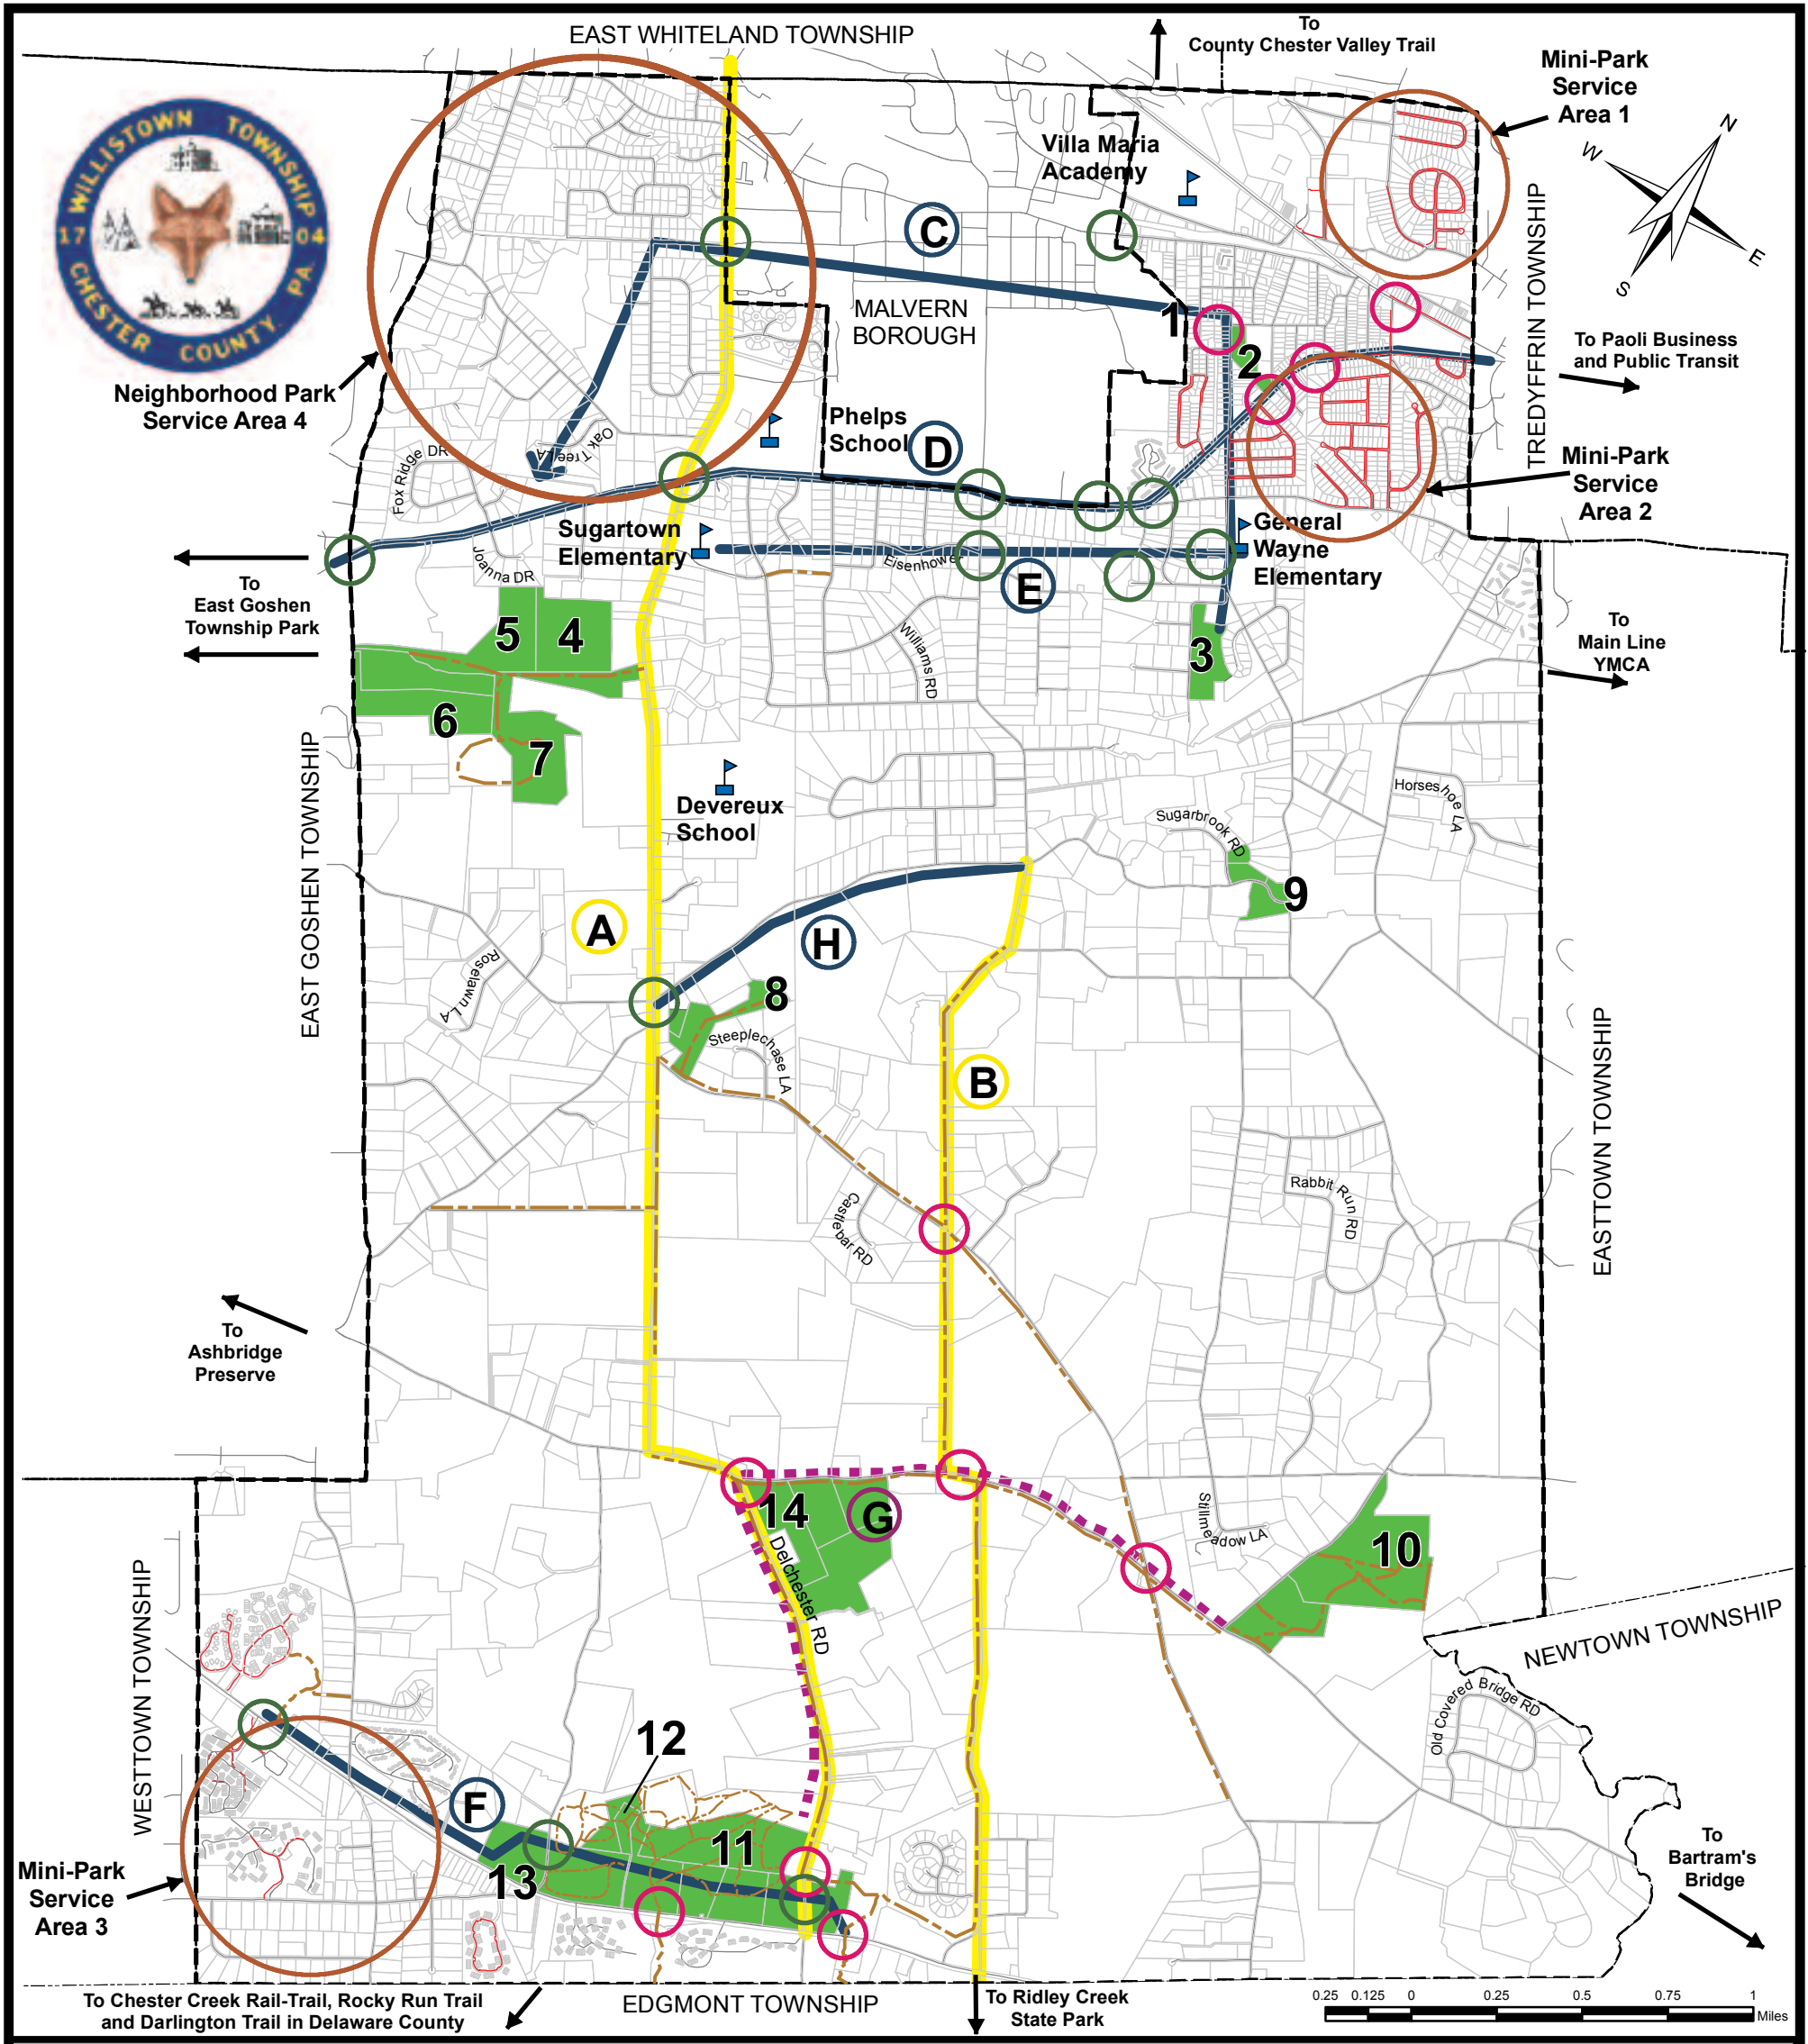 EAST WHITELAND TOWNSHIP
To
County Chester Valley Trail
Mini-Park
Service
Area 1
WILLISTOWN TOWNSHIP
17 04
CHESTER COUNTY, PA
Villa Maria
Academy
N
W
E
S
TREDYFFRIN TOWNSHIP
C
MALVERN
BOROUGH
1
2
To Paoli Business
and Public Transit
Neighborhood Park
Service Area 4
Phelps
School
D
Oak Tree LA
Fox Ridge DR
Mini-Park
Service
Area 2
Sugartown
Elementary
General
Wayne
Elementary
Eisenhower
E
Joanna DR
To
East Goshen
Township Park
5
4
6
7
Williams RD
3
To
Main Line
YMCA
EAST GOSHEN TOWNSHIP
Devereux
School
Horseshoe LA
Sugarbrook RD
9
A
H
Roselawn LA
8
Steeplechase LA
B
EASTTOWN TOWNSHIP
Rabbit Run RD
Castlebar RD
To
Ashbridge
Preserve
14
G
Delchester RD
Stillmeadow LA
10
WESTTOWN TOWNSHIP
NEWTOWN TOWNSHIP
Old Covered Bridge RD
12
F
11
13
Mini-Park
Service
Area 3
To
Bartram's
Bridge
To Chester Creek Rail-Trail, Rocky Run Trail
and Darlington Trail in Delaware County
EDGMONT TOWNSHIP
To Ridley Creek
State Park
0.25 0.125 0 0.25 0.5 0.75 1
Miles